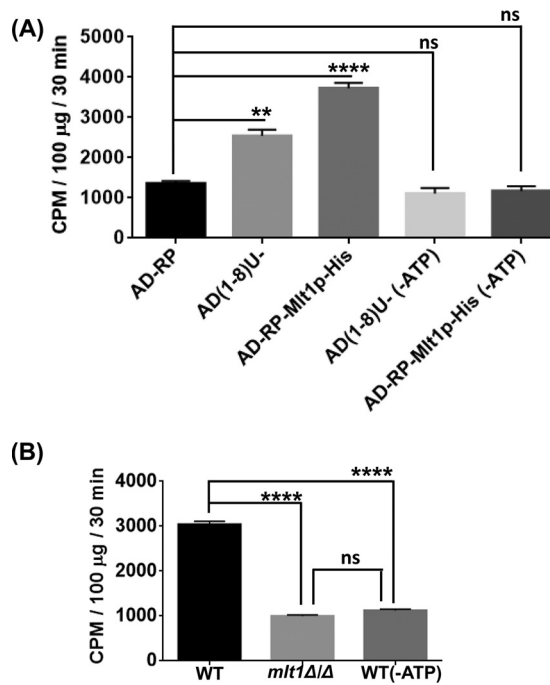 (A)
CPM / 100 μg / 30 min
5000
4000
3000
2000
1000
0
**
****
ns
ns
AD-RP
AD(1-8)U-
AD-RP-Mlt1p-His
AD(1-8)U- (-ATP)
AD-RP-Mlt1p-His (-ATP)
(B)
CPM / 100 μg / 30 min
4000
3000
2000
1000
0
****
****
ns
WT
mlt1Δ/Δ
WT(-ATP)